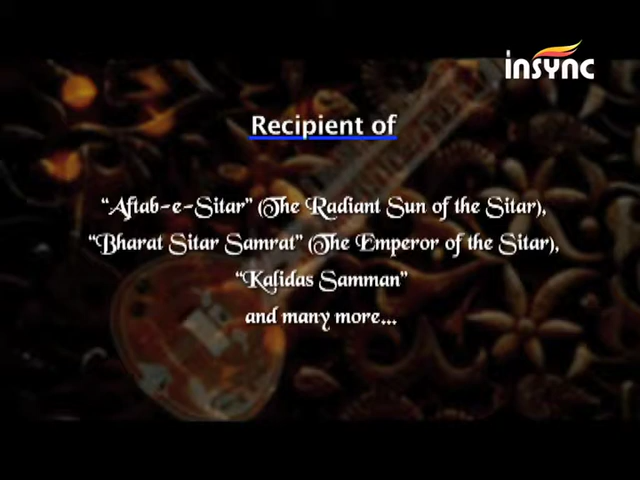 insync
Recipient of
“Aftab-e-Sitar” (The Radiant Sun of the Sitar),
“Bharat Sitar Samrat” (The Emperor of the Sitar),
“Kalidas Samman”
and many more...